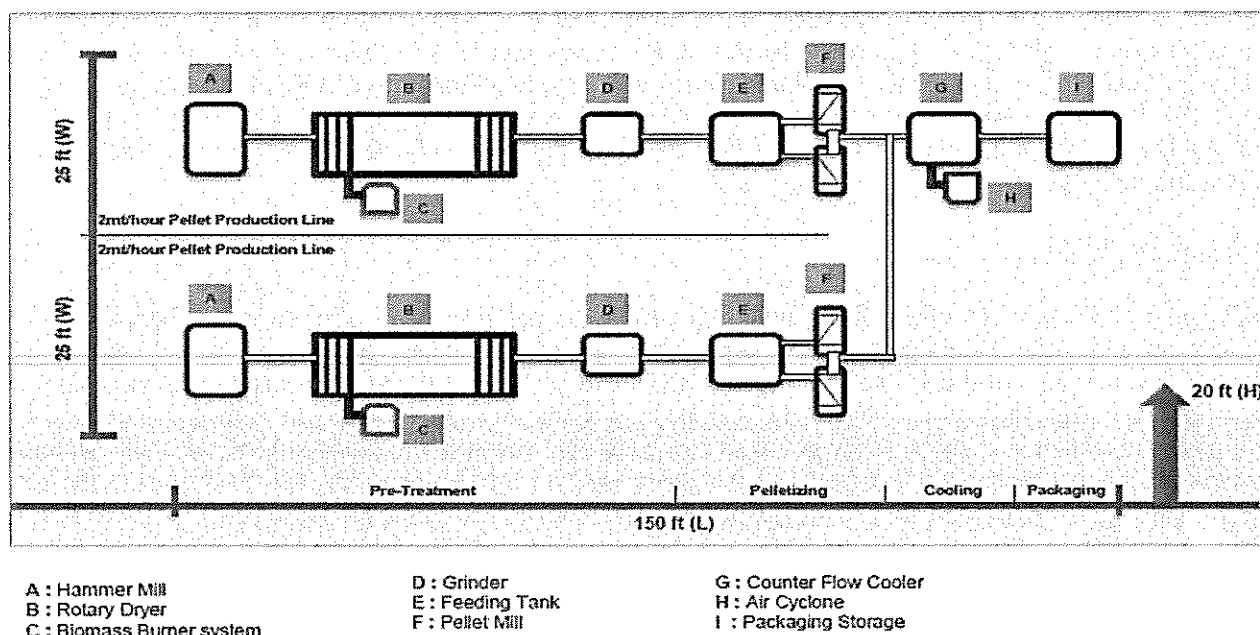 F
A
B
D
E
G
I
25 ft (W)
C
H
2mt/hour Pellet Production Line
2mt/hour Pellet Production Line
F
A
B
D
E
25 ft (W)
20 ft (H)
C
Pre-Treatment
Pelletizing
Cooling
Packaging
150 ft (L)
A : Hammer Mill
B : Rotary Dryer
C : Biomass Burner system
D : Grinder
E : Feeding Tank
F : Pellet Mill
G : Counter Flow Cooler
H : Air Cyclone
I : Packaging Storage